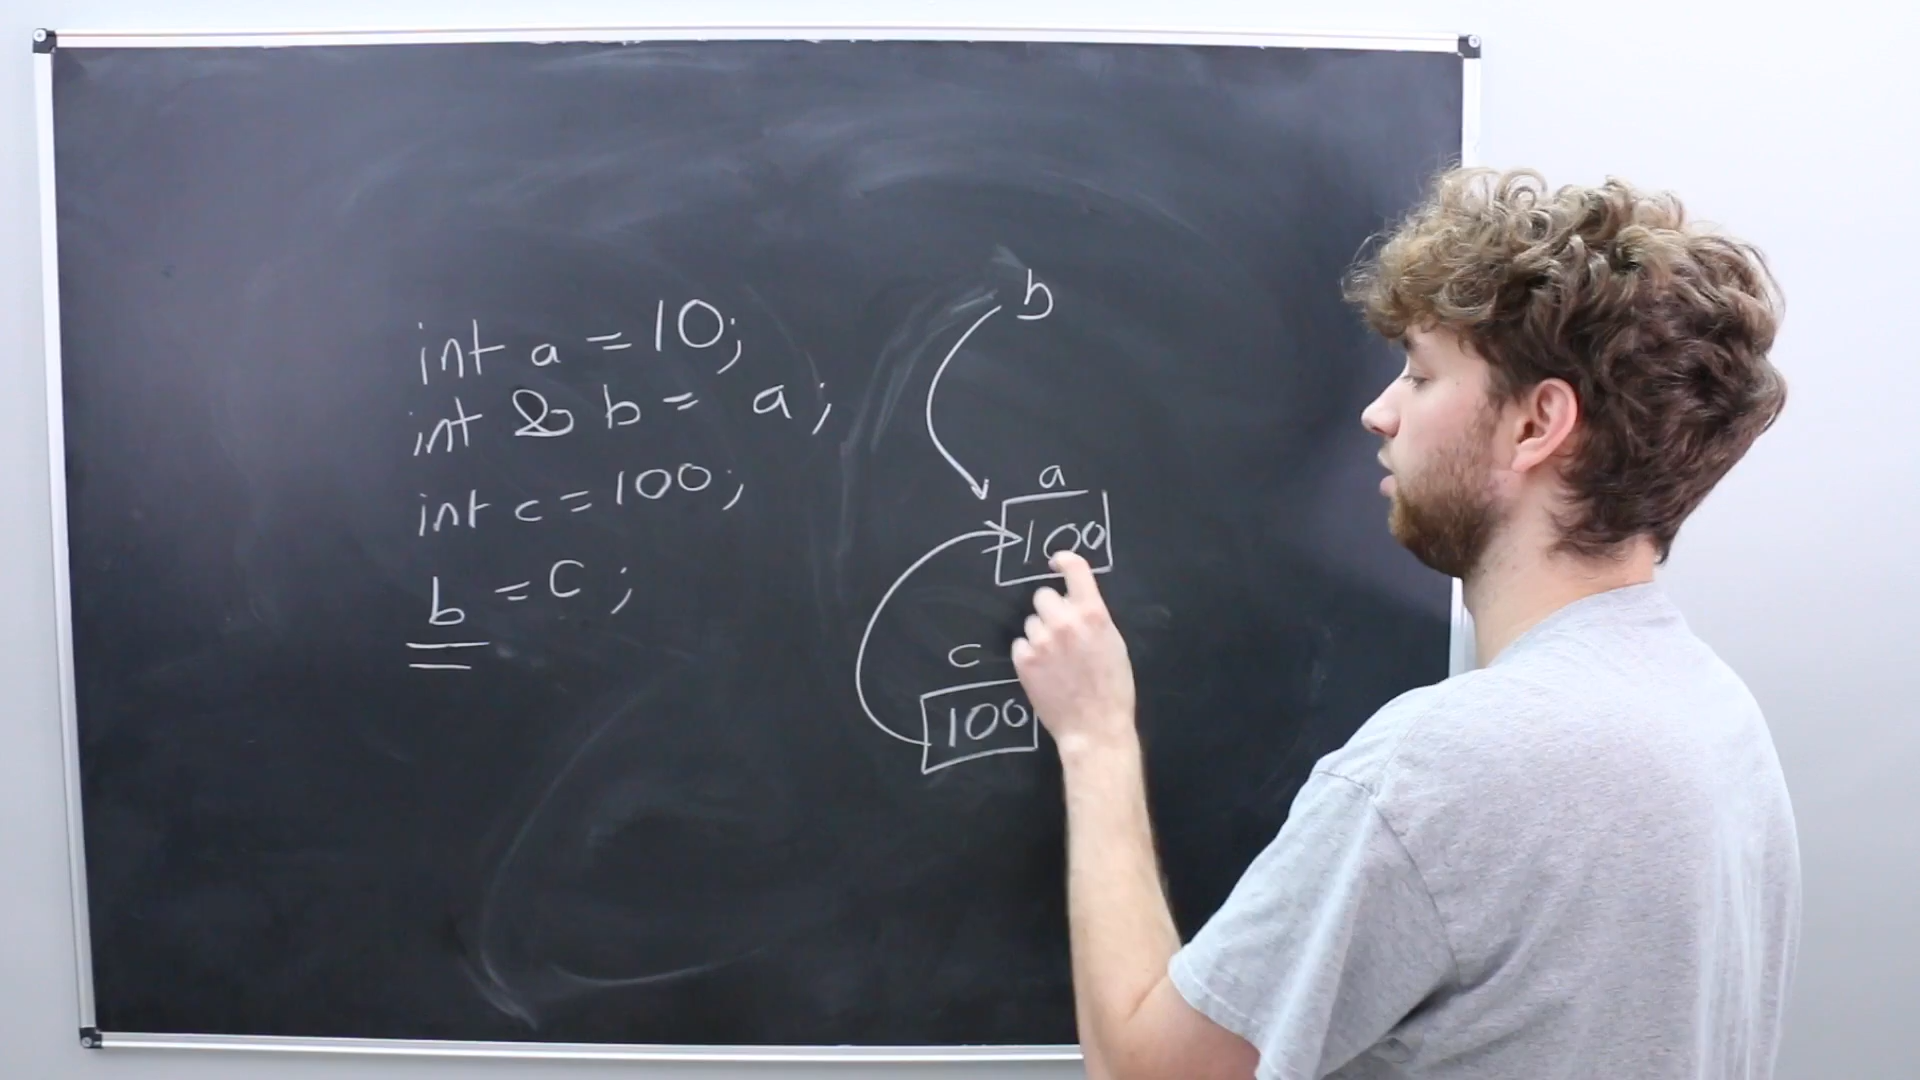 int a = 10;
int & b = a;
int c = 100;
b = c;
b
a
100
c
100